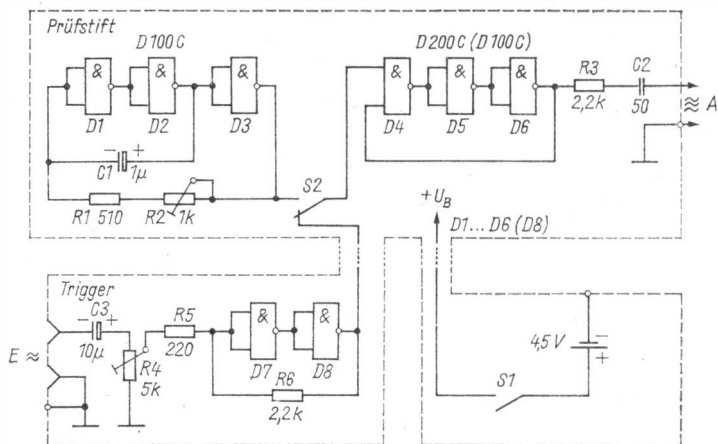 Prüfstift
D100C
D200C (D100C)
&
&
&
&
&
&
R3
C2
D1
D2
D3
D4
D5
D6
2,2k
50
≈ A
− +
C1 1µ
S2
R1 510
R2 1k
+U_B
D1...D6 (D8)
Trigger
C3
− +
10µ
R5
220
&
&
E ≈
R4
5k
D7
D8
R6
2,2k
4,5V
−
+
S1